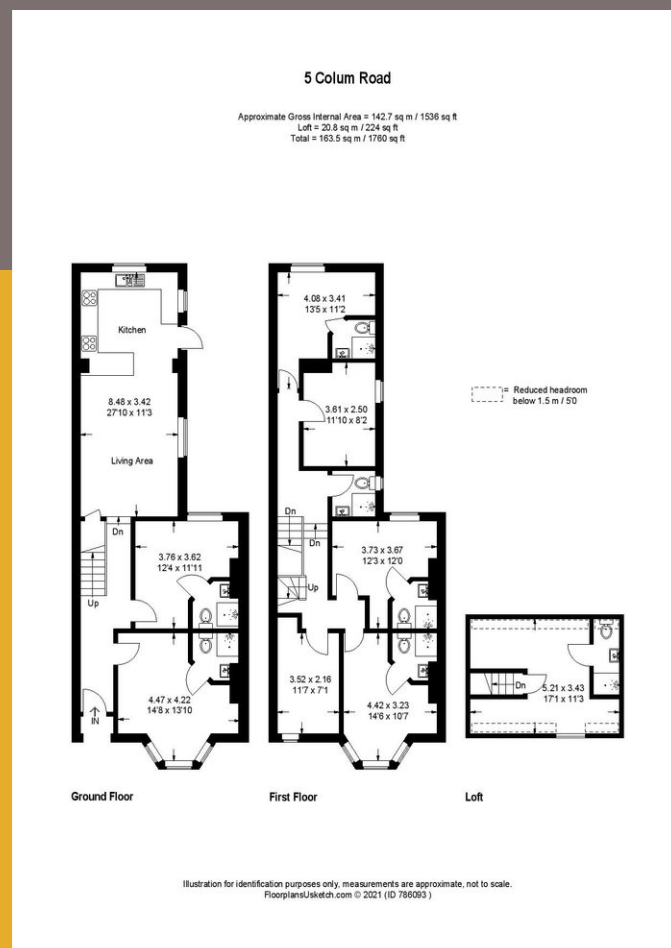 5 Colum Road
Approximate Gross Internal Area = 142.7 sq m / 1536 sq ft
Loft = 20.8 sq m / 224 sq ft
Total = 163.5 sq m / 1760 sq ft
Kitchen
8.48 x 3.42
27'10 x 11'3
Living Area
Dn
Up
3.76 x 3.62
12'4 x 11'11
4.47 x 4.22
14'8 x 13'10
IN
Ground Floor
4.08 x 3.41
13'5 x 11'2
3.61 x 2.50
11'10 x 8'2
Dn
Dn
Up
3.73 x 3.67
12'3 x 12'0
3.52 x 2.16
11'7 x 7'1
4.42 x 3.23
14'6 x 10'7
First Floor
= Reduced headroom
below 1.5 m / 5'0
Dn
5.21 x 3.43
17'1 x 11'3
Loft
Illustration for identification purposes only, measurements are approximate, not to scale.
FloorplansUsketch.com © 2021 (ID 786093 )